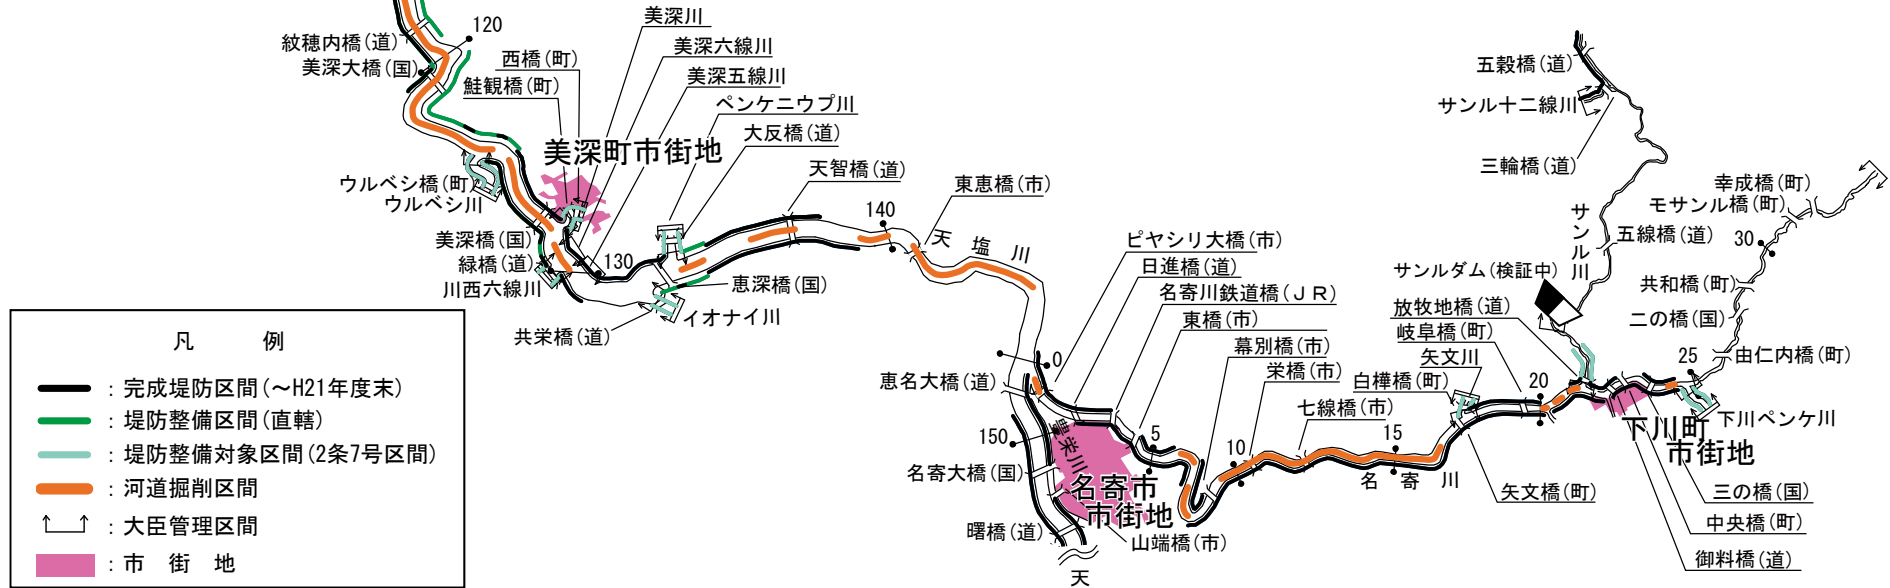 120
紋穂内橋(道)
美深大橋(国)
美深川
美深六線川
西橋(町)
美深五線川
鮭観橋(町)
ペンケニウプ川
大反橋(道)
美深町市街地
天智橋(道)
ウルベシ橋(町)
ウルベシ川
東恵橋(市)
140
天塩川
美深橋(国)
緑橋(道)
川西六線川
130
恵深橋(国)
イオナイ川
共栄橋(道)
五穀橋(道)
サンル十二線川
三輪橋(道)
幸成橋(町)
モサンル橋(町)
サンル川
五線橋(道)
30
ピヤシリ大橋(市)
日進橋(道)
名寄川鉄道橋(JR)
東橋(市)
幕別橋(市)
栄橋(市)
七線橋(市)
サンルダム(検証中)
放牧地橋(道)
岐阜橋(町)
矢文川
白樺橋(町)
共和橋(町)
二の橋(国)
由仁内橋(町)
25
20
下川ペンケ川
下川町
市街地
0
恵名大橋(道)
150
豊栄川
5
10
15
名寄川
名寄大橋(国)
名寄市
市街地
曙橋(道)
山端橋(市)
天
矢文橋(町)
三の橋(国)
中央橋(町)
御料橋(道)
凡 例
：完成堤防区間(～H21年度末)
：堤防整備区間(直轄)
：堤防整備対象区間(2条7号区間)
：河道掘削区間
：大臣管理区間
：市 街 地